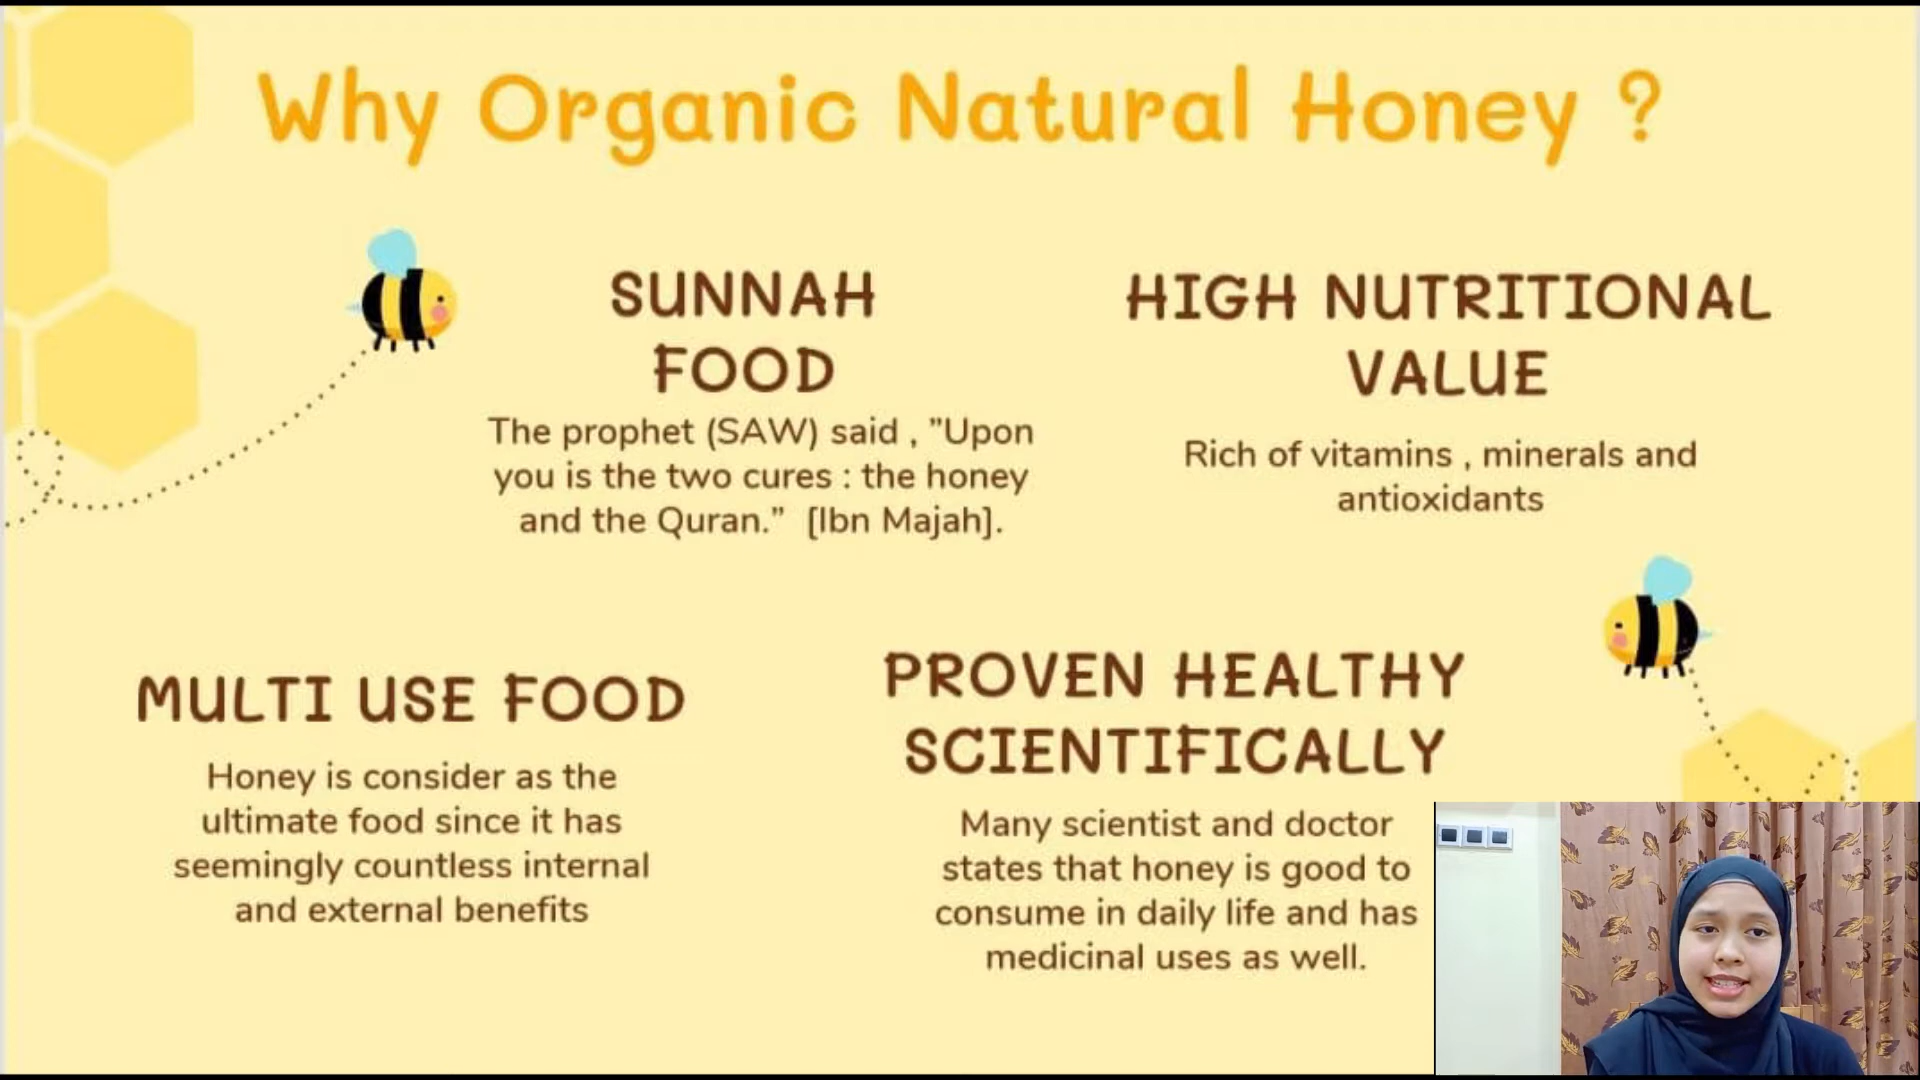 Why Organic Natural Honey ?
SUNNAH
FOOD
The prophet (SAW) said , "Upon
you is the two cures : the honey
and the Quran." [Ibn Majah].
HIGH NUTRITIONAL
VALUE
Rich of vitamins , minerals and
antioxidants
MULTI USE FOOD
Honey is consider as the
ultimate food since it has
seemingly countless internal
and external benefits
PROVEN HEALTHY
SCIENTIFICALLY
Many scientist and doctor
states that honey is good to
consume in daily life and has
medicinal uses as well.